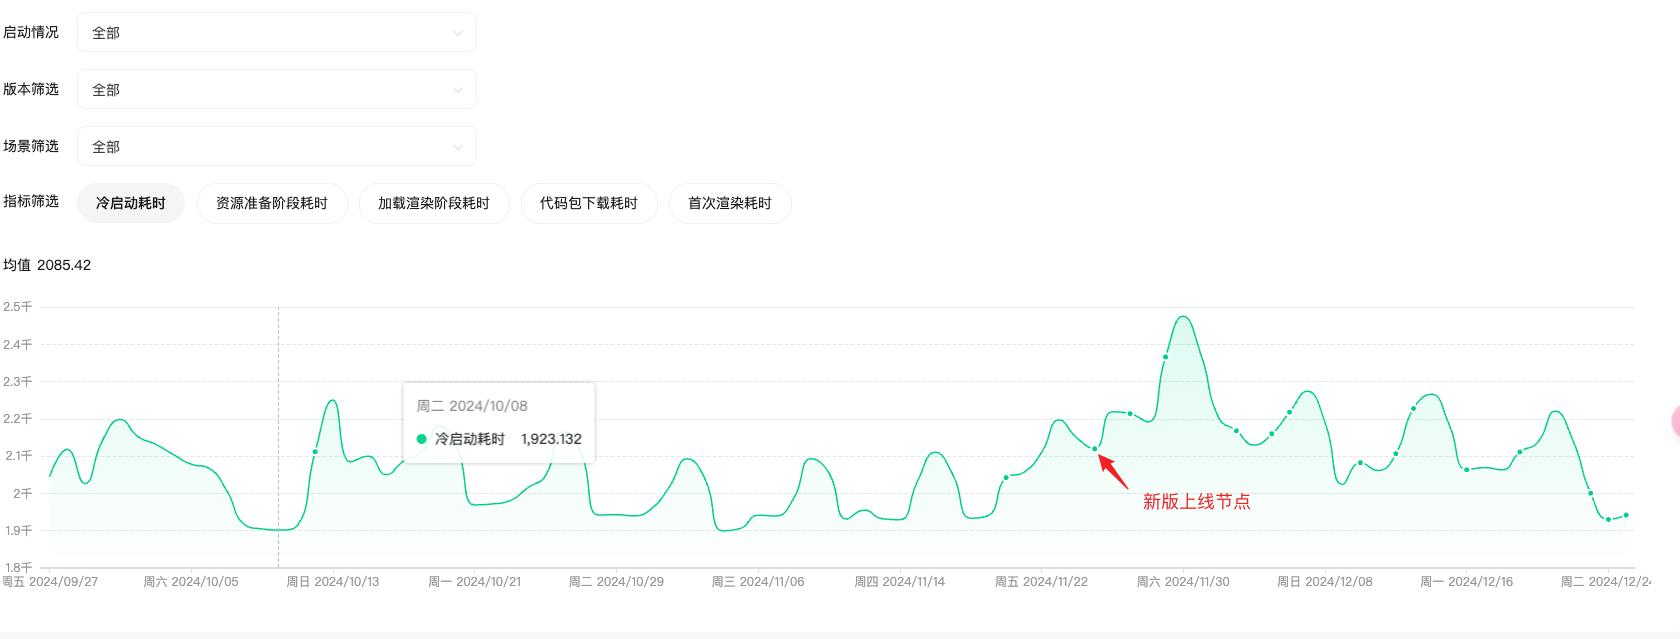 启动情况 全部
版本筛选 全部
场景筛选 全部
指标筛选 冷启动耗时 资源准备阶段耗时 加载渲染阶段耗时 代码包下载耗时 首次渲染耗时
均值 2085.42
2.5千
2.4千
2.3千
2.2千
2.1千
2千
1.9千
1.8千
周二 2024/10/08
冷启动耗时 1,923.132
新版上线节点
周五 2024/09/27 周六 2024/10/05 周日 2024/10/13 周一 2024/10/21 周二 2024/10/29 周三 2024/11/06 周四 2024/11/14 周五 2024/11/22 周六 2024/11/30 周日 2024/12/08 周一 2024/12/16 周二 2024/12/24